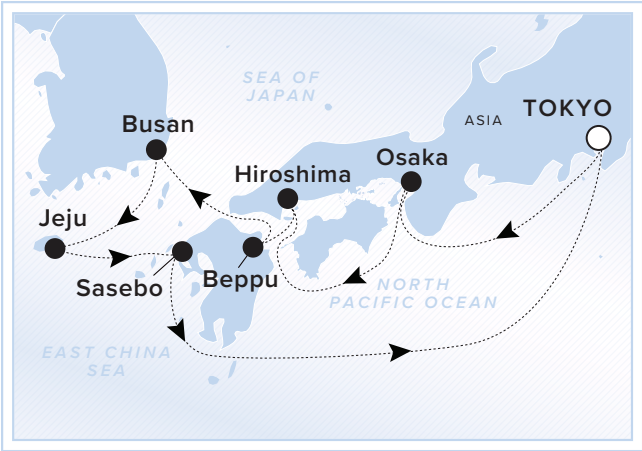 SEA OF
JAPAN
TOKYO
ASIA
Busan
Osaka
Hiroshima
Jeju
Beppu
Sasebo
NORTH
PACIFIC OCEAN
EAST CHINA
SEA